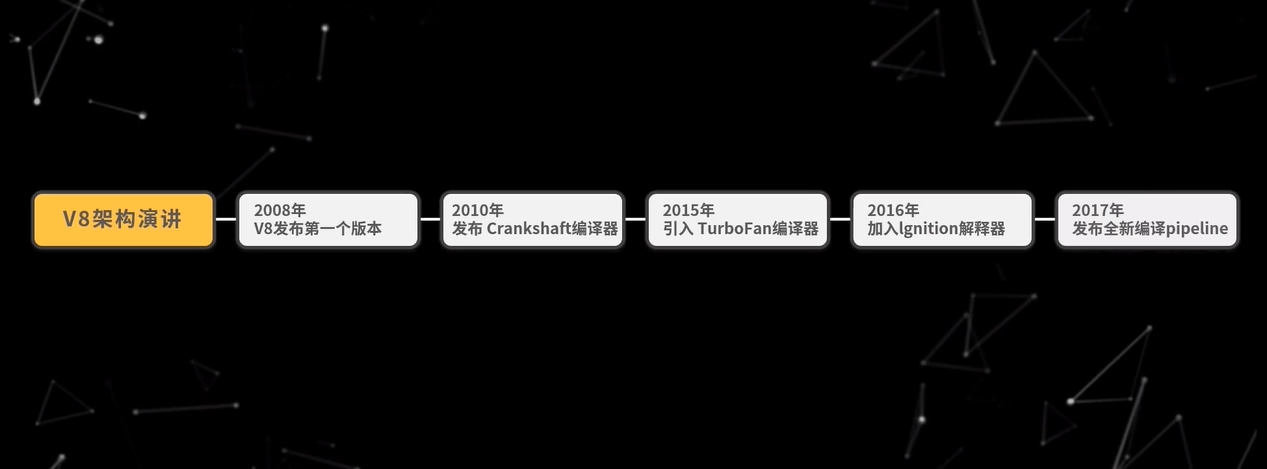 V8架构演讲
2008年
V8发布第一个版本
2010年
发布 Crankshaft编译器
2015年
引入 TurboFan编译器
2016年
加入lgnition解释器
2017年
发布全新编译pipeline